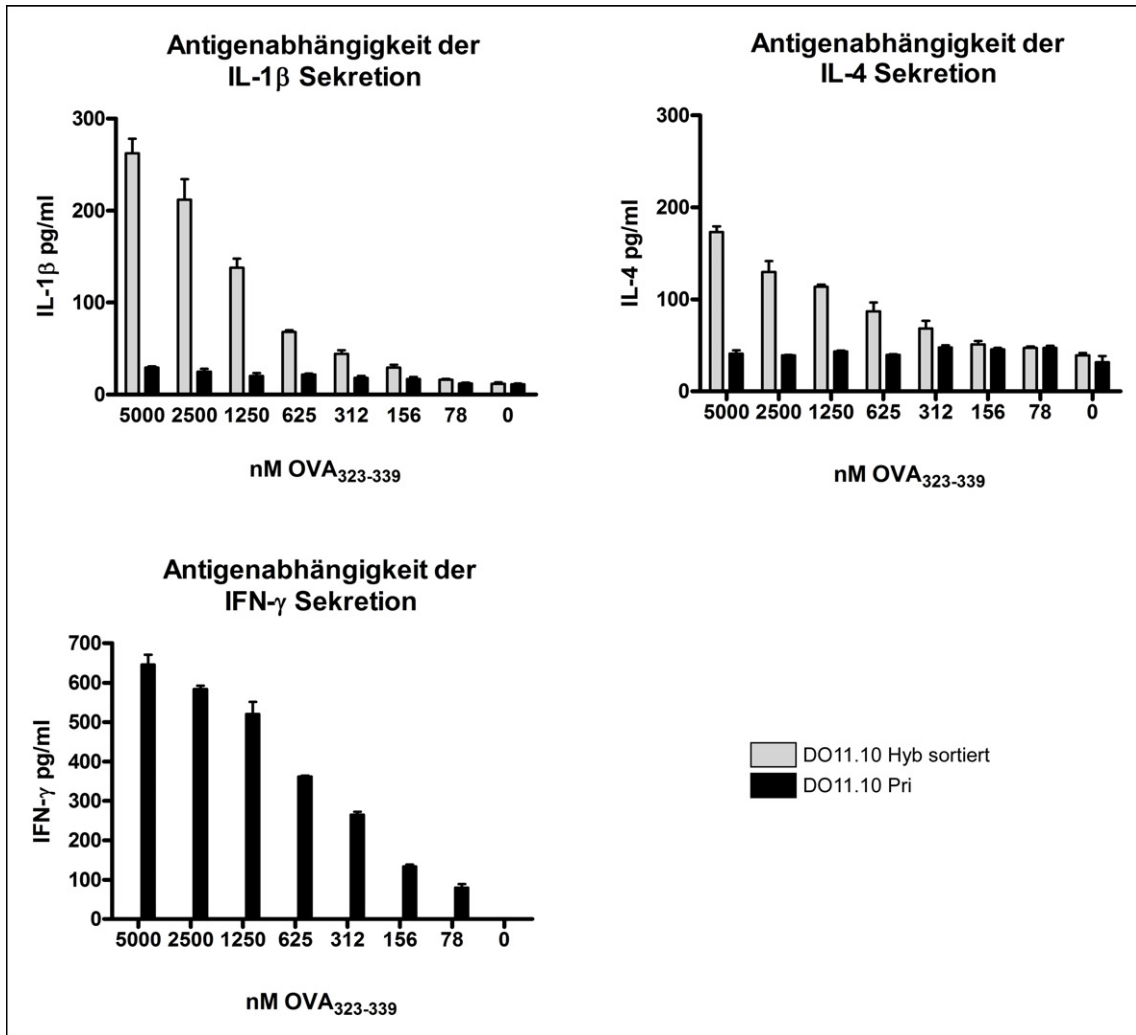 Antigenabhängigkeit der
IL-1β Sekretion
300
200
100
0
IL-1β pg/ml
5000 2500 1250 625 312 156 78 0
nM OVA323-339
Antigenabhängigkeit der
IL-4 Sekretion
300
200
100
0
IL-4 pg/ml
5000 2500 1250 625 312 156 78 0
nM OVA323-339
Antigenabhängigkeit der
IFN-γ Sekretion
700
600
500
400
300
200
100
0
IFN-γ pg/ml
5000 2500 1250 625 312 156 78 0
nM OVA323-339
DO11.10 Hyb sortiert
DO11.10 Pri